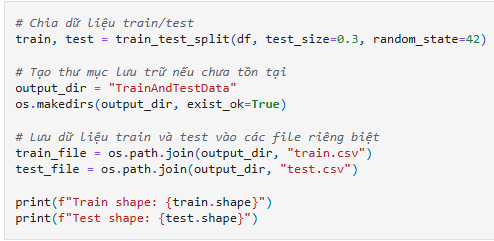 # Chia dữ liệu train/test
train, test = train_test_split(df, test_size=0.3, random_state=42)
# Tạo thư mục lưu trữ nếu chưa tồn tại
output_dir = "TrainAndTestData"
os.makedirs(output_dir, exist_ok=True)
# Lưu dữ liệu train và test vào các file riêng biệt
train_file = os.path.join(output_dir, "train.csv")
test_file = os.path.join(output_dir, "test.csv")
print(f"Train shape: {train.shape}")
print(f"Test shape: {test.shape}")